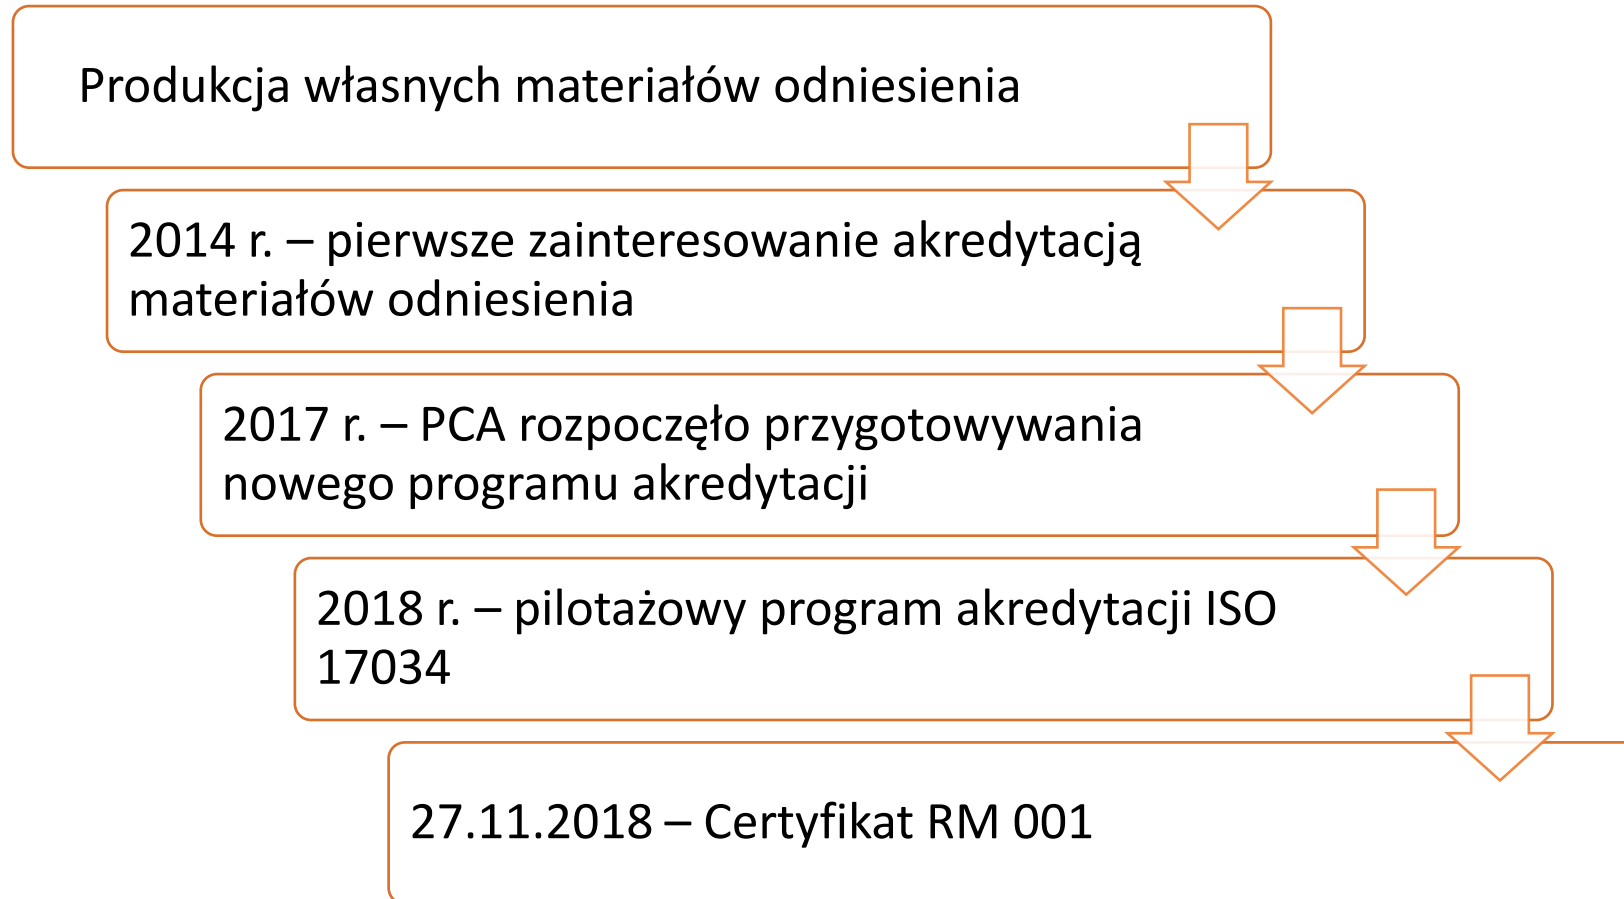 Produkcja własnych materiałów odniesienia
2014 r. – pierwsze zainteresowanie akredytacją
materiałów odniesienia
2017 r. – PCA rozpoczęło przygotowywania
nowego programu akredytacji
2018 r. – pilotażowy program akredytacji ISO
17034
27.11.2018 – Certyfikat RM 001